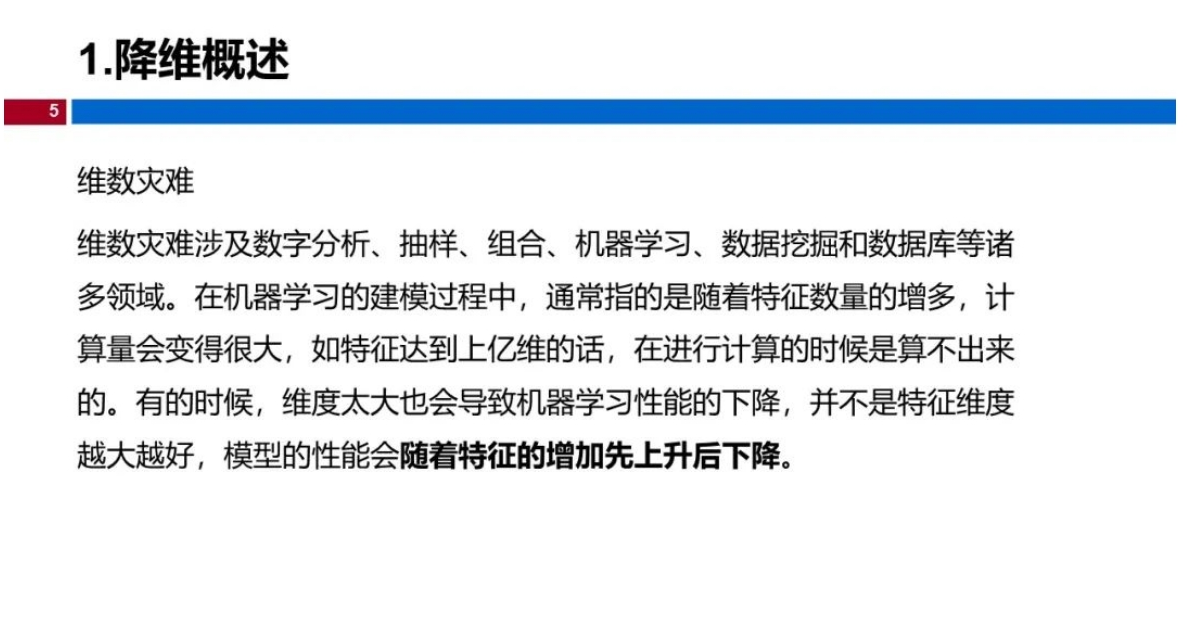 1.降维概述
5
维数灾难
维数灾难涉及数字分析、抽样、组合、机器学习、数据挖掘和数据库等诸
多领域。在机器学习的建模过程中，通常指的是随着特征数量的增多，计
算量会变得很大，如特征达到上亿维的话，在进行计算的时候是算不出来
的。有的时候，维度太大也会导致机器学习性能的下降，并不是特征维度
越大越好，模型的性能会随着特征的增加先上升后下降。